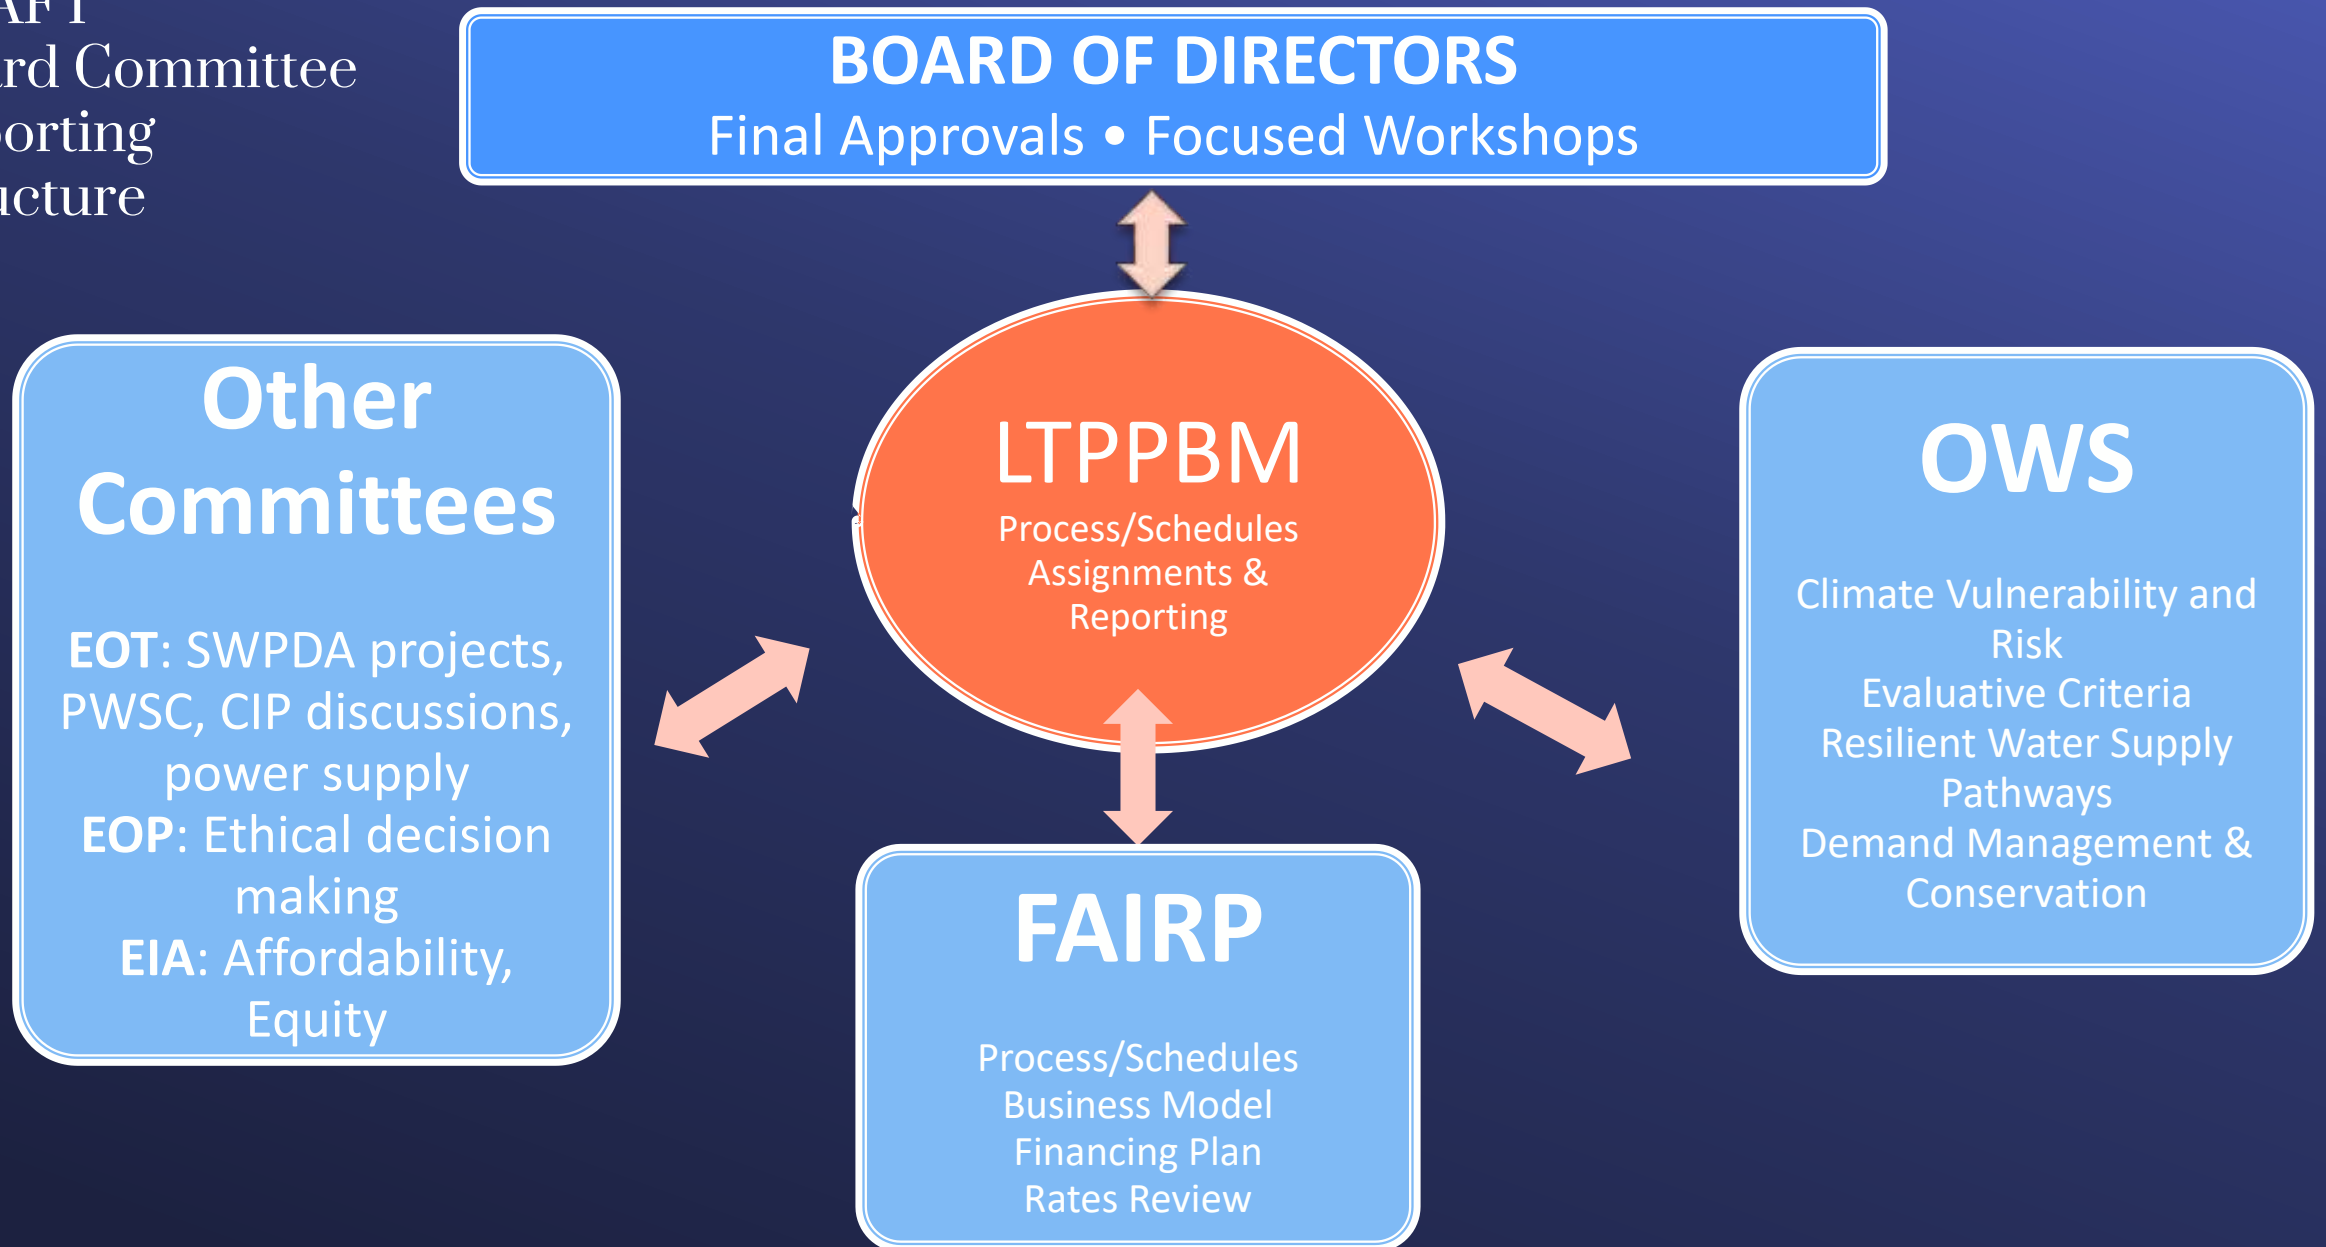 AFT
rd Committee
orting
ucture
BOARD OF DIRECTORS
Final Approvals • Focused Workshops
Other
Committees
EOT: SWPDA projects,
PWSC, CIP discussions,
power supply
EOP: Ethical decision
making
EIA: Affordability,
Equity
LTPPBM
Process/Schedules
Assignments &
Reporting
FAIRP
Process/Schedules
Business Model
Financing Plan
Rates Review
OWS
Climate Vulnerability and
Risk
Evaluative Criteria
Resilient Water Supply
Pathways
Demand Management &
Conservation